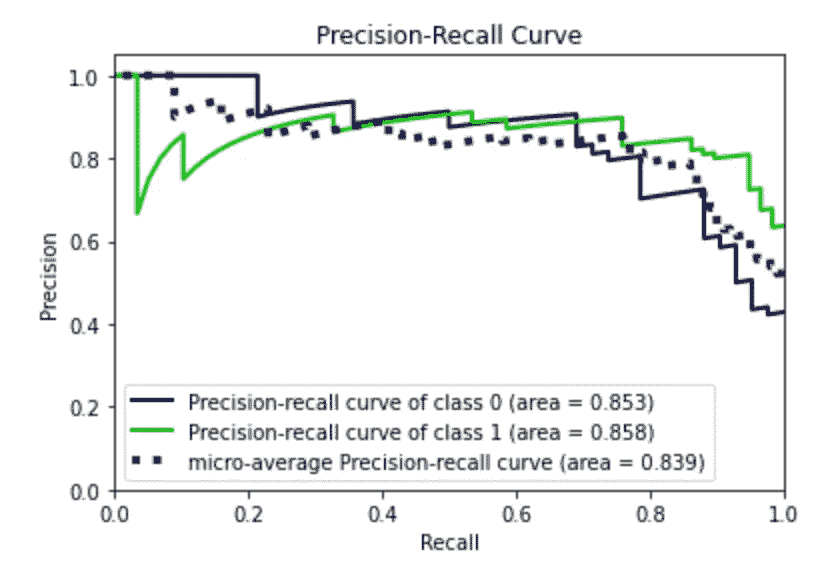 Precision-Recall Curve
1.0
0.8
0.6
0.4
0.2
0.0
Precision
Precision-recall curve of class 0 (area = 0.853)
Precision-recall curve of class 1 (area = 0.858)
micro-average Precision-recall curve (area = 0.839)
0.0 0.2 0.4 0.6 0.8 1.0
Recall